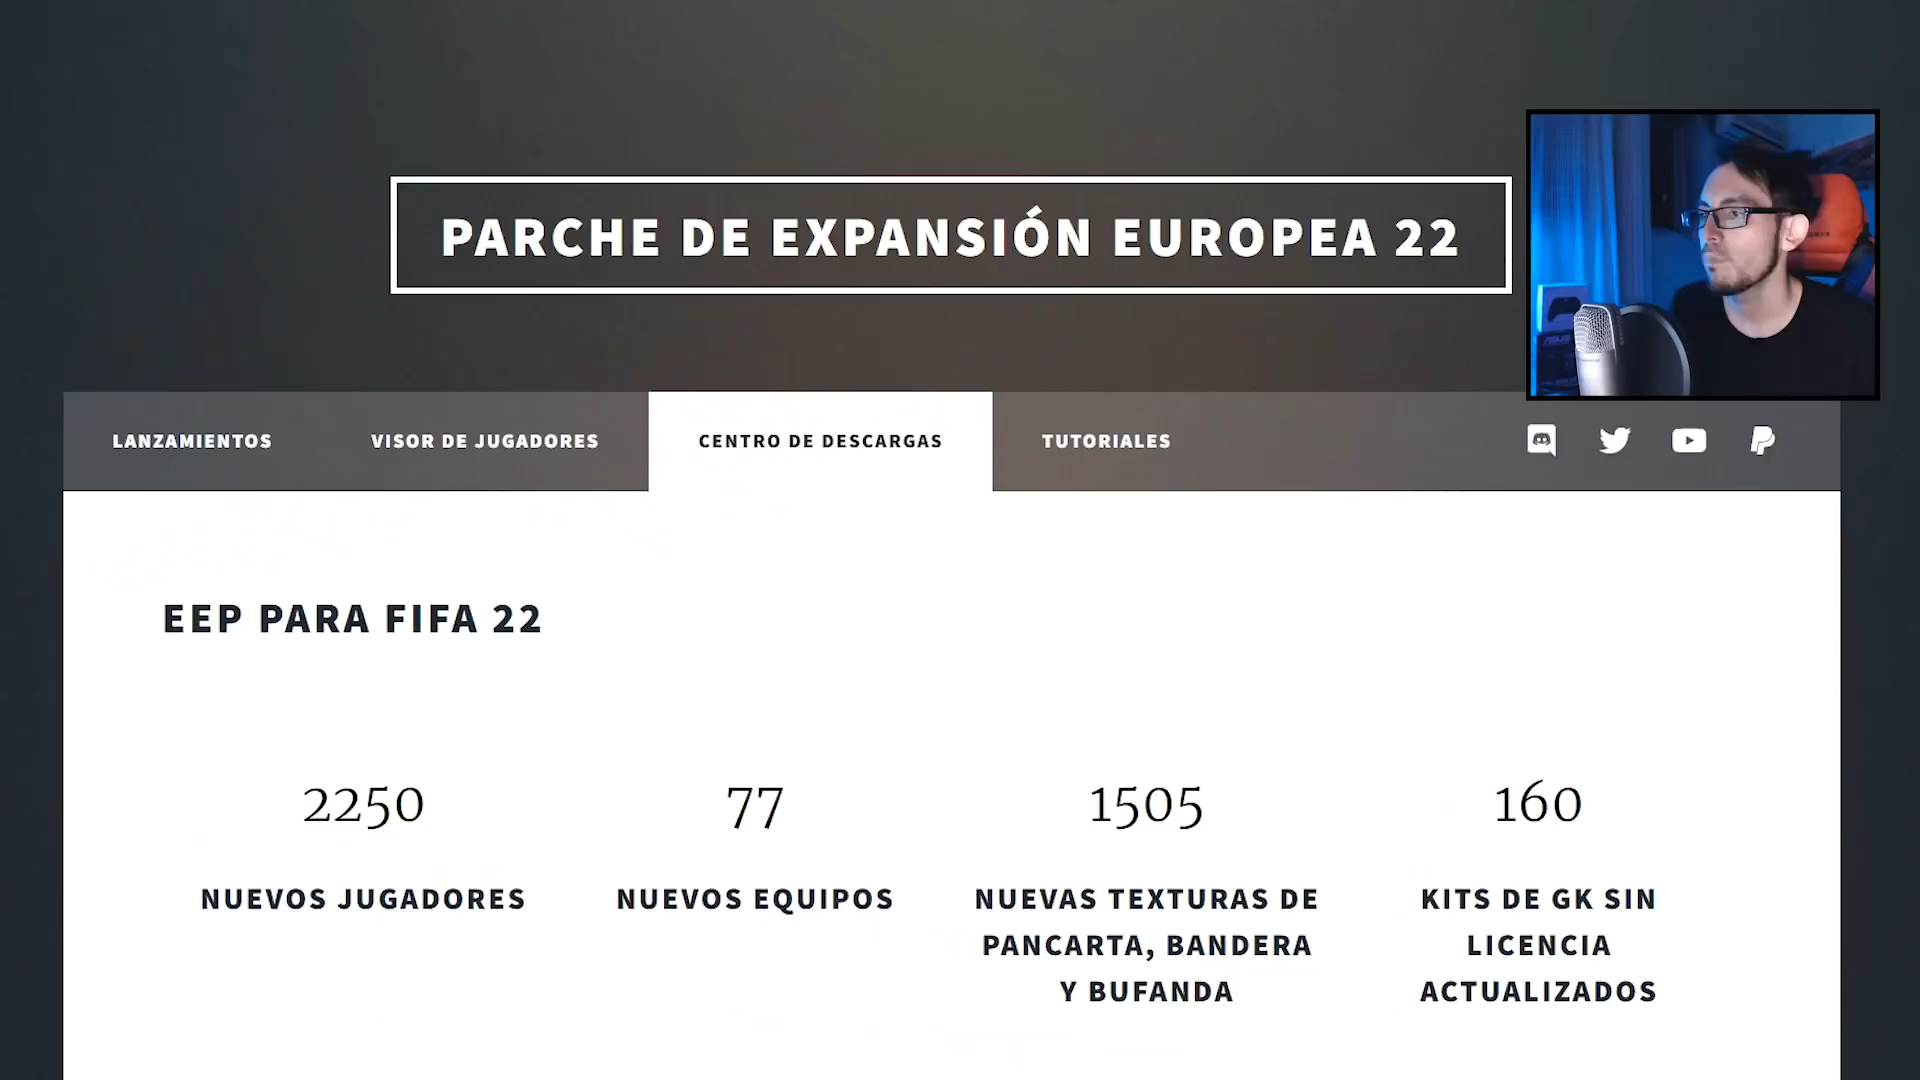 PARCHE DE EXPANSIÓN EUROPEA 22
LANZAMIENTOS
VISOR DE JUGADORES
CENTRO DE DESCARGAS
TUTORIALES
EEP PARA FIFA 22
2250
NUEVOS JUGADORES
77
NUEVOS EQUIPOS
1505
NUEVAS TEXTURAS DE
PANCARTA, BANDERA
Y BUFANDA
160
KITS DE GK SIN
LICENCIA
ACTUALIZADOS